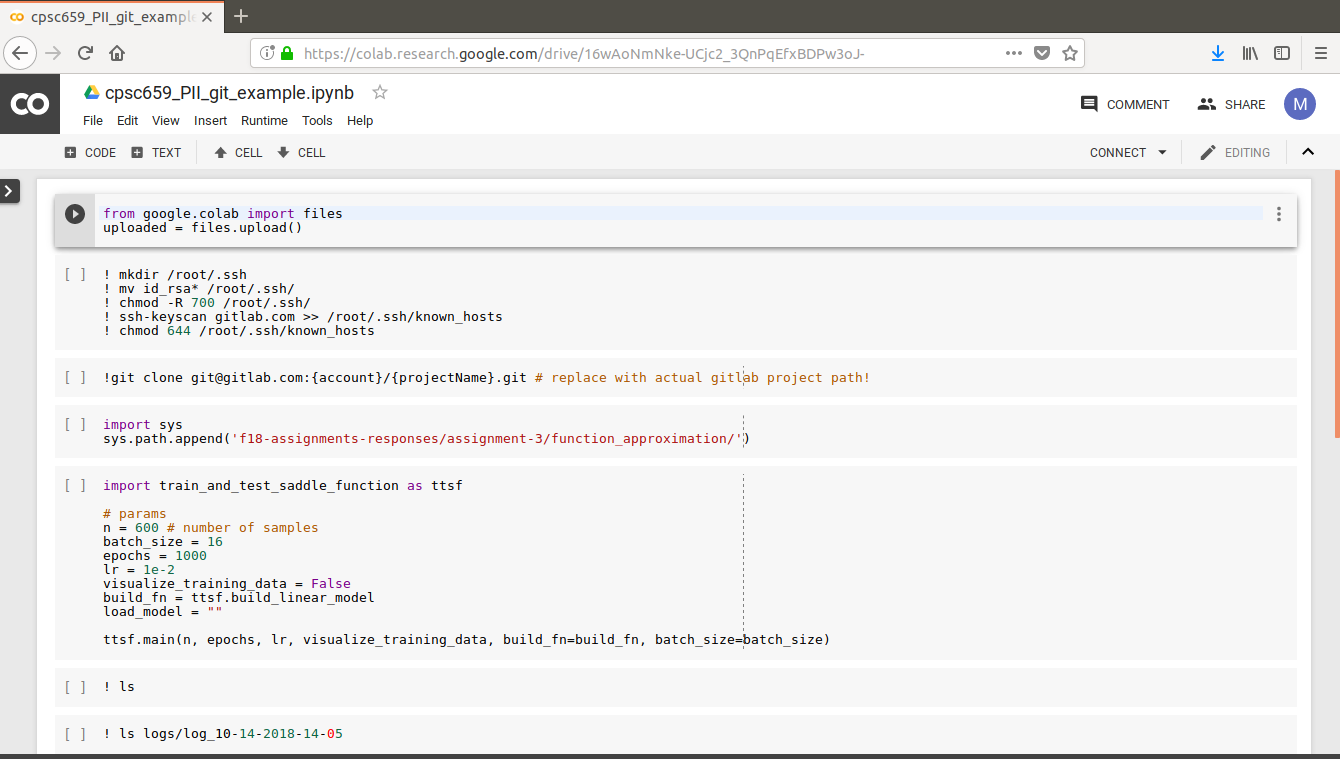 cpsc659_PII_git_example
https://colab.research.google.com/drive/16wAoNmNke-UCjc2_3QnPqEfxBDPw3oJ-
CO
cpsc659_PII_git_example.ipynb
COMMENT
SHARE
M
File Edit View Insert Runtime Tools Help
CODE TEXT CELL CELL
CONNECT
EDITING
from google.colab import files
uploaded = files.upload()
[ ] ! mkdir /root/.ssh
! mv id_rsa* /root/.ssh/
! chmod -R 700 /root/.ssh/
! ssh-keyscan gitlab.com >> /root/.ssh/known_hosts
! chmod 644 /root/.ssh/known_hosts
[ ] !git clone git@gitlab.com:{account}/{projectName}.git # replace with actual gitlab project path!
[ ] import sys
sys.path.append('f18-assignments-responses/assignment-3/function_approximation/')
[ ] import train_and_test_saddle_function as ttsf
# params
n = 600 # number of samples
batch_size = 16
epochs = 1000
lr = 1e-2
visualize_training_data = False
build_fn = ttsf.build_linear_model
load_model = ""
ttsf.main(n, epochs, lr, visualize_training_data, build_fn=build_fn, batch_size=batch_size)
[ ] ! ls
[ ] ! ls logs/log_10-14-2018-14-05